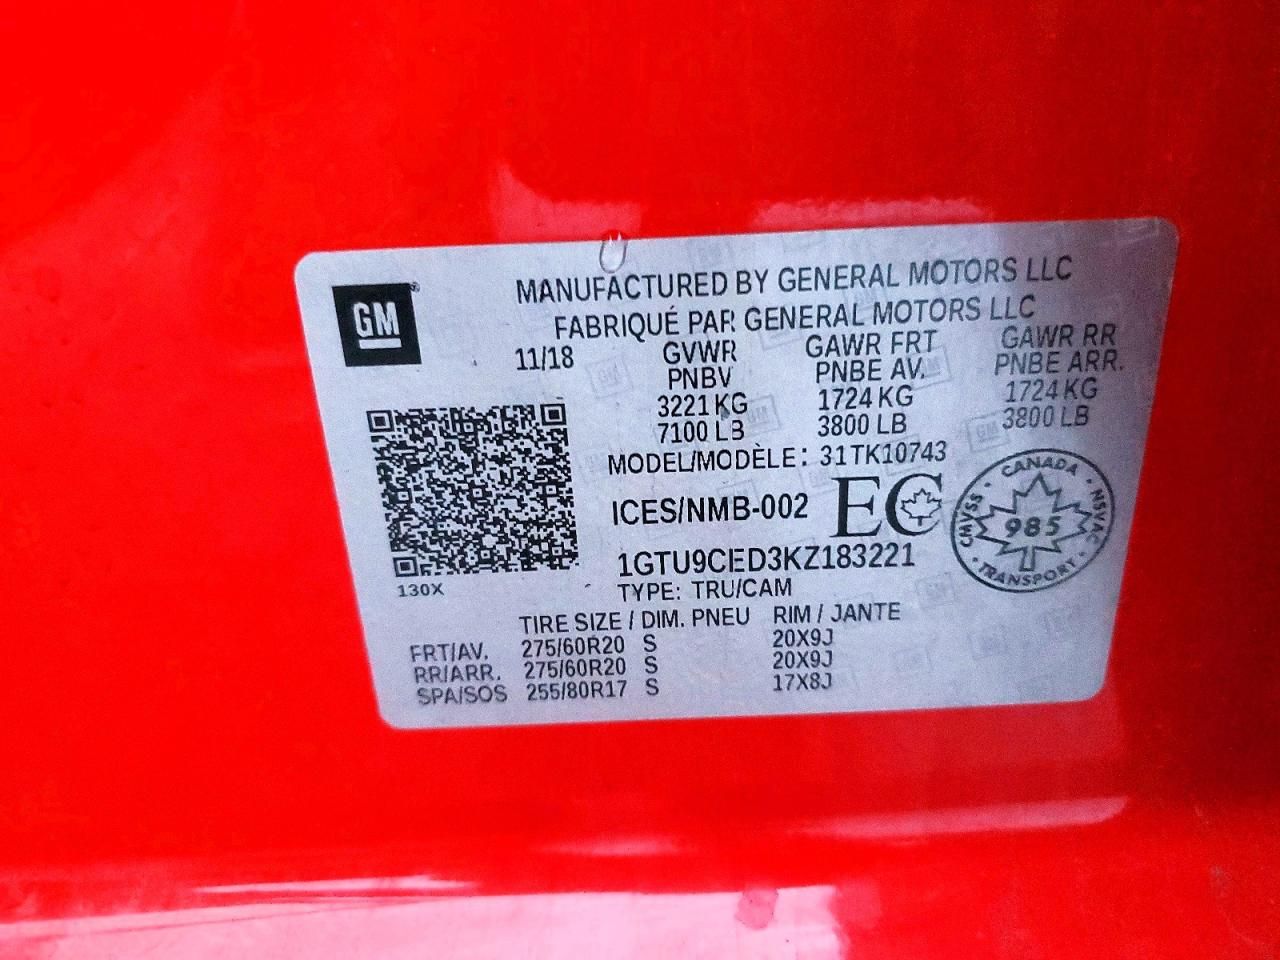 GM®
MANUFACTURED BY GENERAL MOTORS LLC
FABRIQUÉ PAR GENERAL MOTORS LLC
11/18
GVWR GAWR FRT GAWR RR
PNBV PNBE AV. PNBE ARR.
3221 KG 1724 KG 1724 KG
7100 LB 3800 LB 3800 LB
MODEL/MODÈLE: 31TK10743
ICES/NMB-002 EC
CANADA
CMVSS 985 NSVAC
TRANSPORT
1GTU9CED3KZ183221
130X
TYPE: TRU/CAM
TIRE SIZE / DIM. PNEU RIM / JANTE
FRT/AV. 275/60R20 S 20X9J
RR/ARR. 275/60R20 S 20X9J
SPA/SOS 255/80R17 S 17X8J